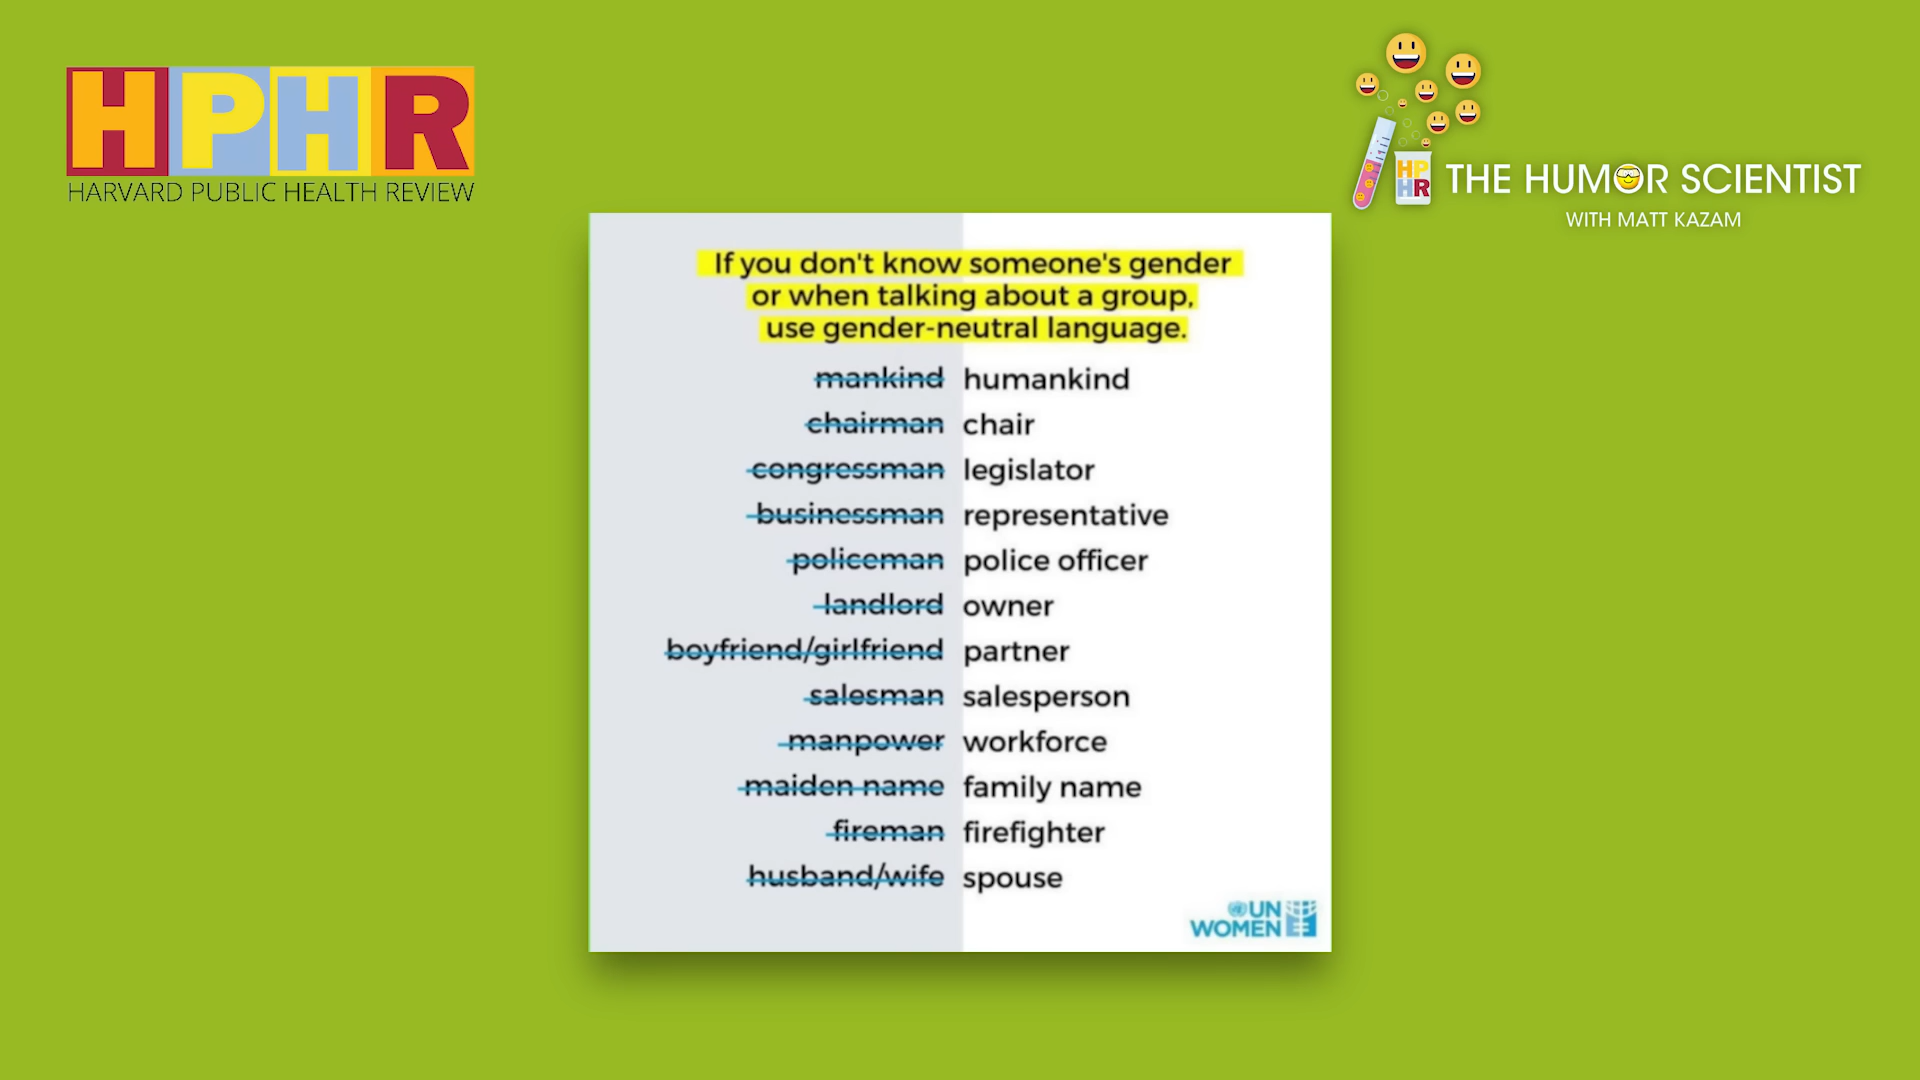 HPHR
HARVARD PUBLIC HEALTH REVIEW
HP
HR
THE HUMOR SCIENTIST
WITH MATT KAZAM
If you don't know someone's gender
or when talking about a group,
use gender-neutral language.
mankind humankind
chairman chair
congressman legislator
businessman representative
policeman police officer
landlord owner
boyfriend/girlfriend partner
salesman salesperson
manpower workforce
maiden name family name
fireman firefighter
husband/wife spouse
UN
WOMEN